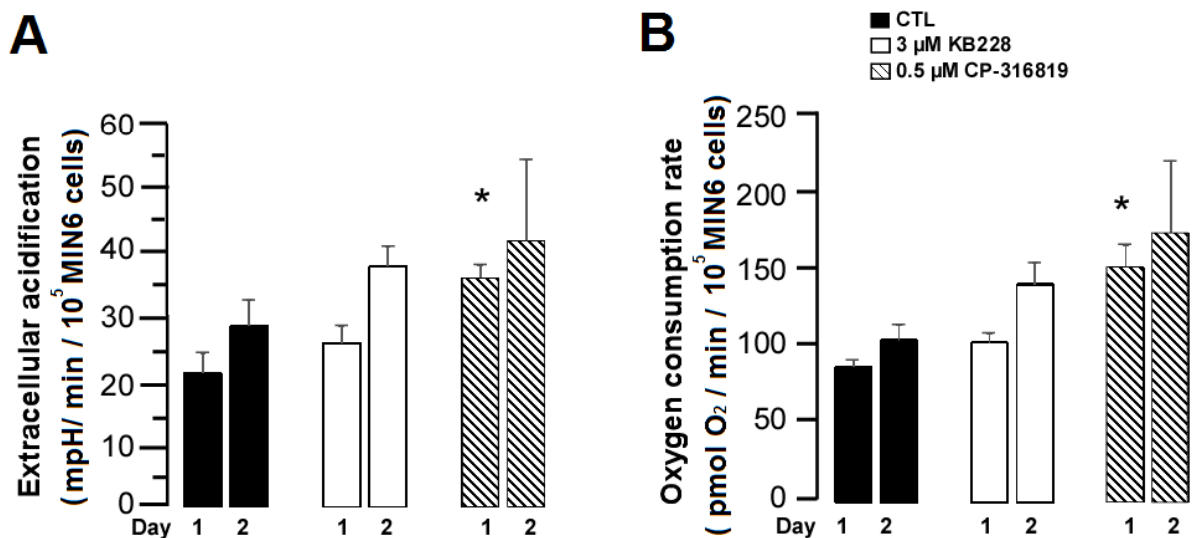 A
B
CTL
3 µM KB228
0.5 µM CP-316819
Extracellular acidification
(mpH/ min / 10⁵ MIN6 cells)
60
50
40
30
20
10
0
*
Day 1 2 1 2 1 2
Oxygen consumption rate
( pmol O₂ / min / 10⁵ MIN6 cells)
250
200
150
100
50
0
*
Day 1 2 1 2 1 2